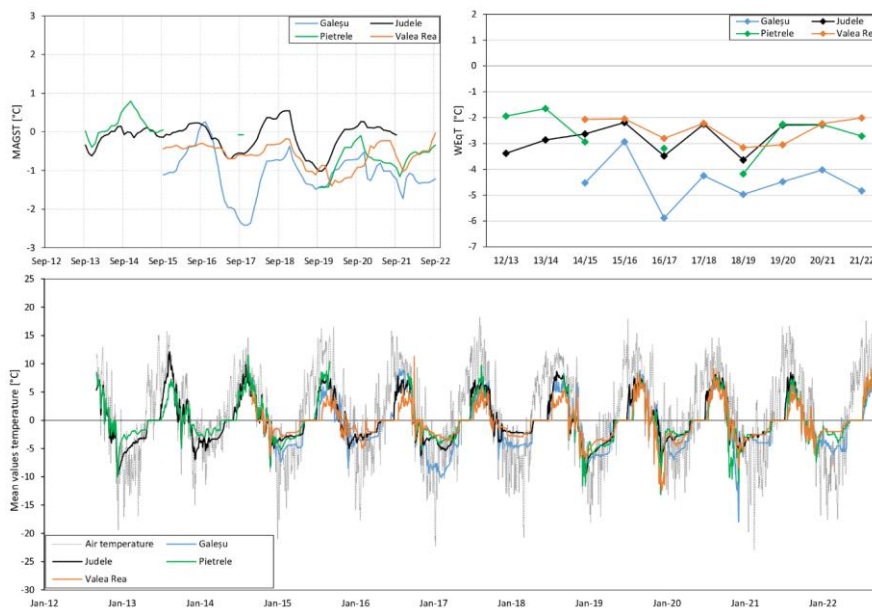 Galeșu Judele
Pietrele Valea Rea
MAGST [°C]
3
2
1
0
-1
-2
-3
Sep-12 Sep-13 Sep-14 Sep-15 Sep-16 Sep-17 Sep-18 Sep-19 Sep-20 Sep-21 Sep-22
Galeșu Judele
Pietrele Valea Rea
WEqT [°C]
2
1
0
-1
-2
-3
-4
-5
-6
-7
12/13 13/14 14/15 15/16 16/17 17/18 18/19 19/20 20/21 21/22
Mean values temperature [°C]
25
20
15
10
5
0
-5
-10
-15
-20
-25
-30
Air temperature Galeșu
Judele Pietrele
Valea Rea
Jan-12 Jan-13 Jan-14 Jan-15 Jan-16 Jan-17 Jan-18 Jan-19 Jan-20 Jan-21 Jan-22